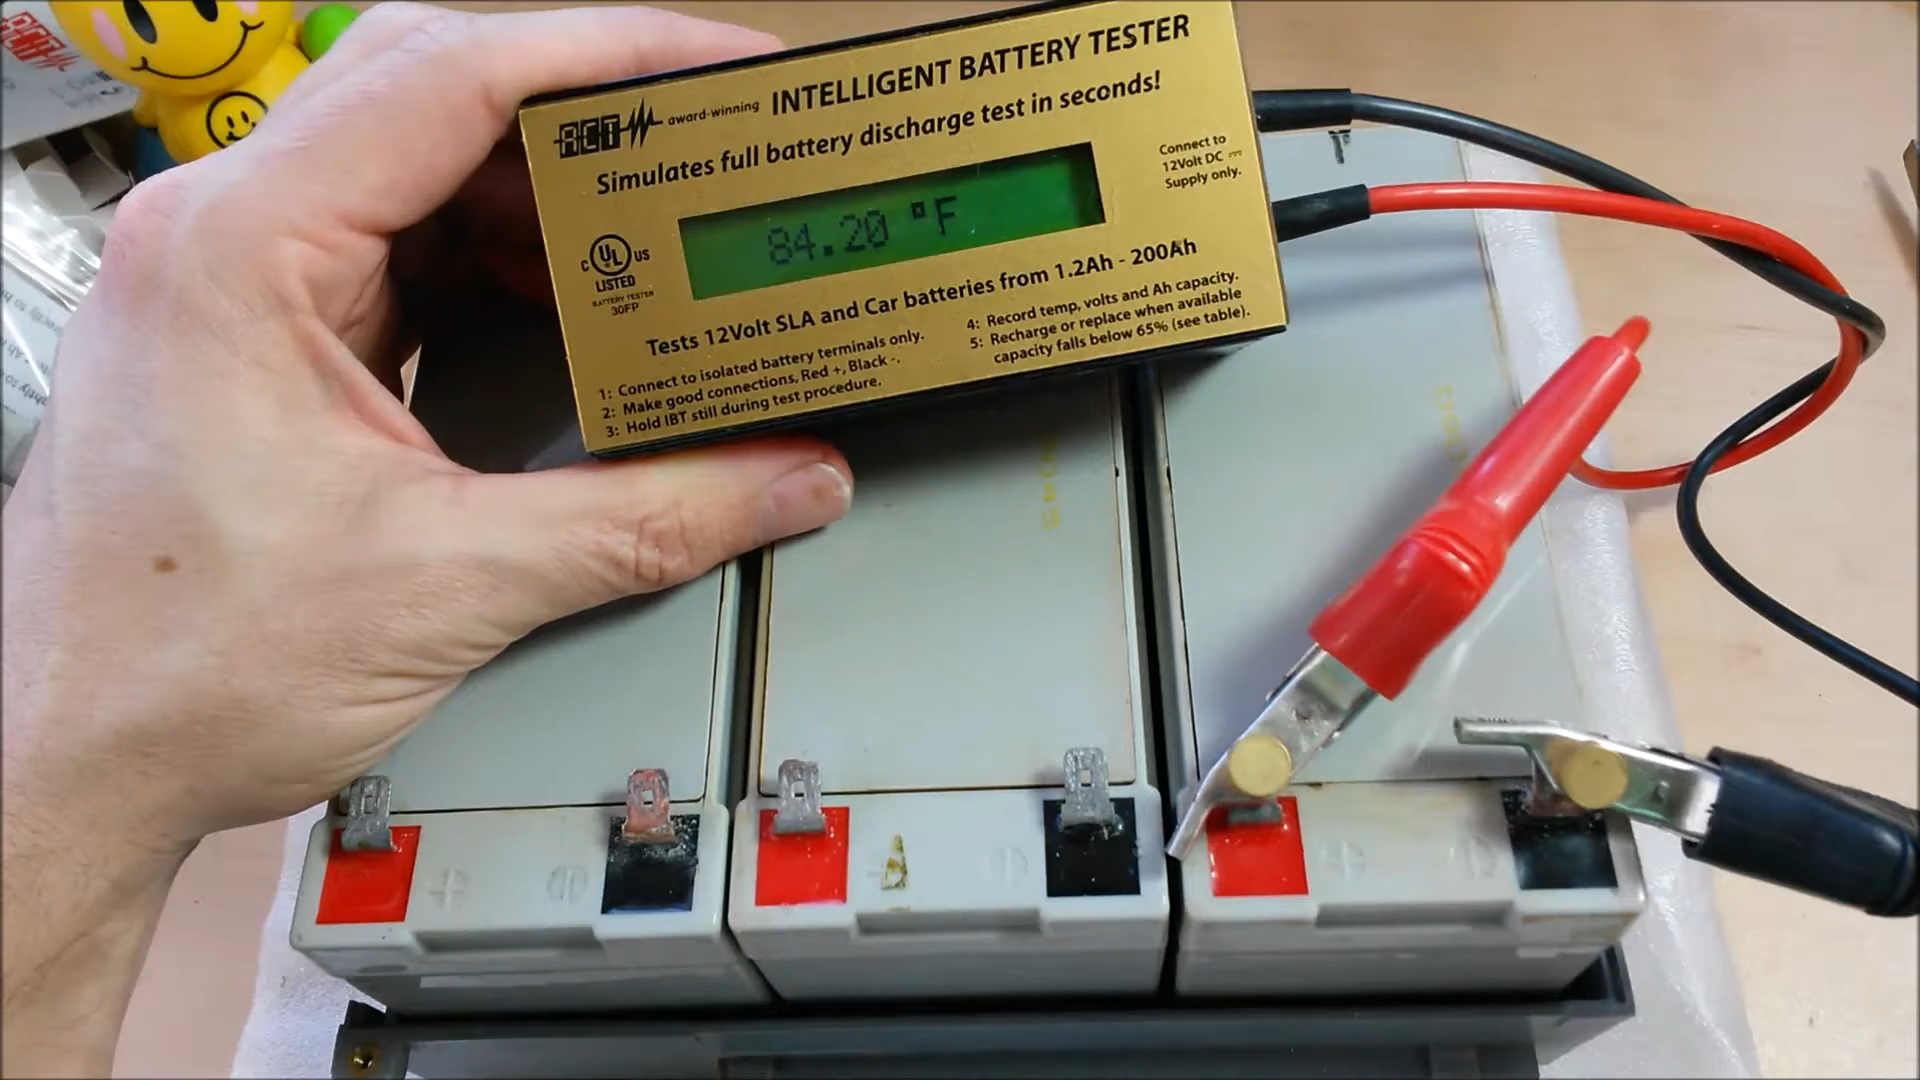 ACT award-winning INTELLIGENT BATTERY TESTER
Simulates full battery discharge test in seconds!
Connect to
12Volt DC
Supply only.
84.20 °F
C UL US
LISTED
BATTERY TESTER
30FP
Tests 12Volt SLA and Car batteries from 1.2Ah - 200Ah
1: Connect to isolated battery terminals only.
2: Make good connections, Red +, Black -.
3: Hold IBT still during test procedure.
4: Record temp, volts and Ah capacity.
5: Recharge or replace when available
capacity falls below 65% (see table).
+
+